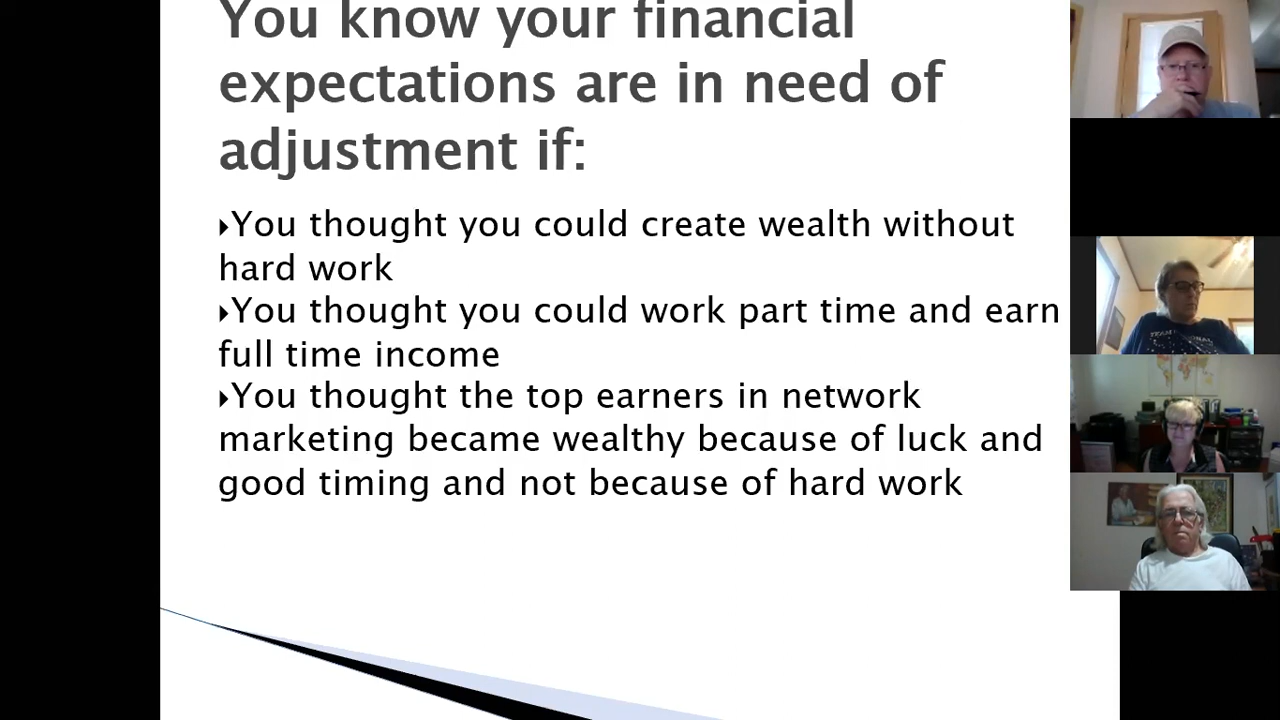 You know your financial
expectations are in need of
adjustment if:
You thought you could create wealth without
hard work
You thought you could work part time and earn
full time income
You thought the top earners in network
marketing became wealthy because of luck and
good timing and not because of hard work